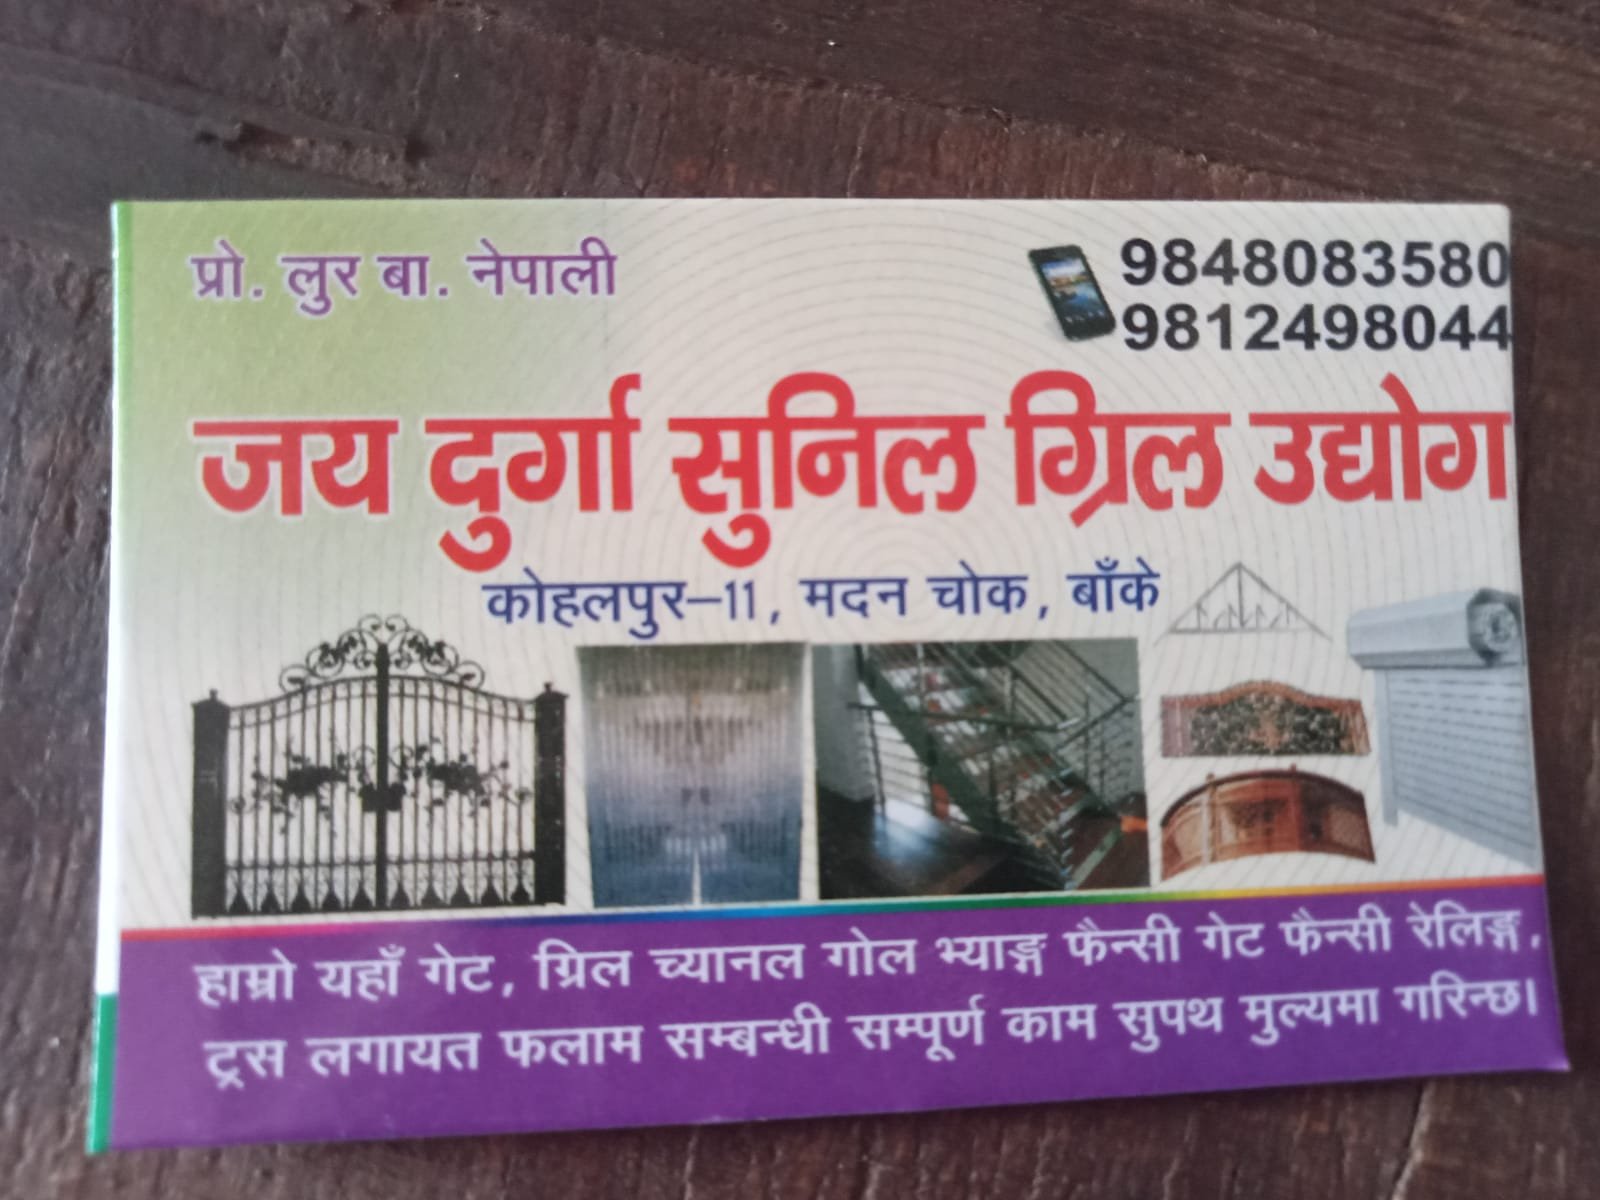 प्रो. लुर बा. नेपाली
9848083580
9812498044
जय दुर्गा सुनिल ग्रिल उद्योग
कोहलपुर-11, मदन चोक, बाँके
हाम्रो यहाँ गेट, ग्रिल च्यानल गोल भ्याङ्ग फैन्सी गेट फैन्सी रेलिङ्ग,
ट्रस लगायत फलाम सम्बन्धी सम्पूर्ण काम सुपथ मुल्यमा गरिन्छ।